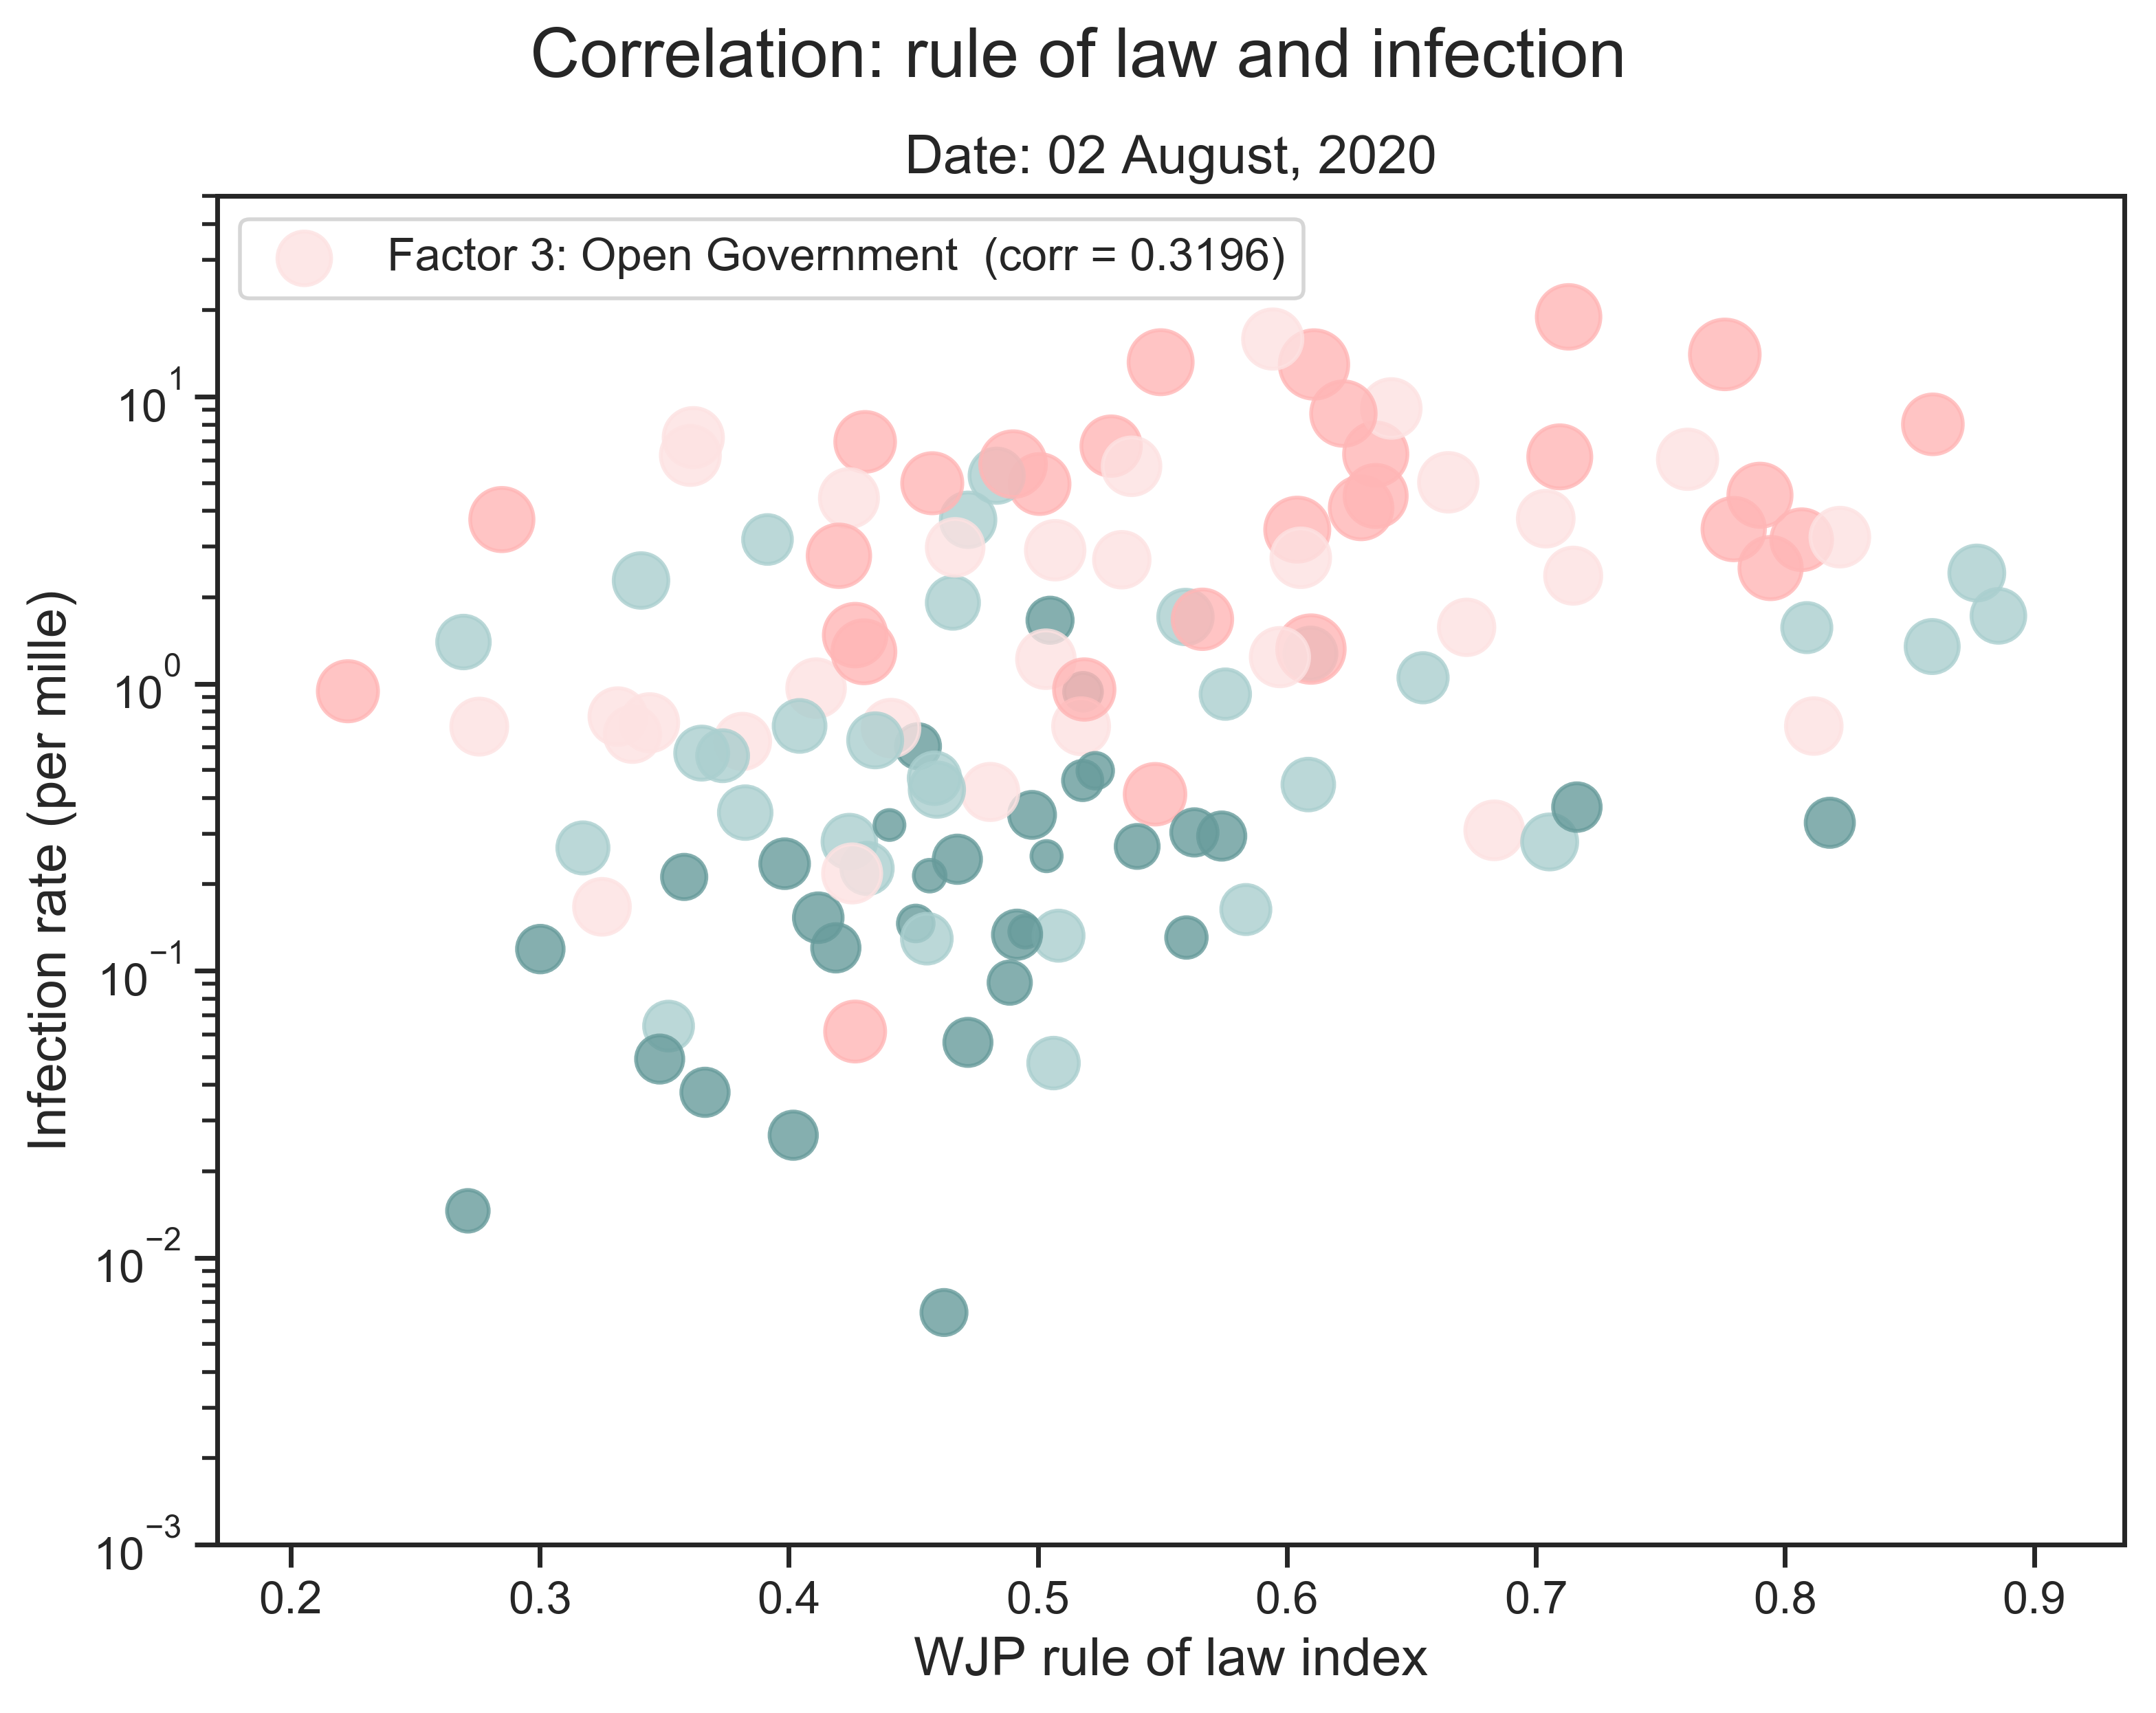 Correlation: rule of law and infection
Date: 02 August, 2020
Factor 3: Open Government  (corr = 0.3196)
Infection rate (per mille)
10¹
10⁰
10⁻¹
10⁻²
10⁻³
0.2 0.3 0.4 0.5 0.6 0.7 0.8 0.9
WJP rule of law index